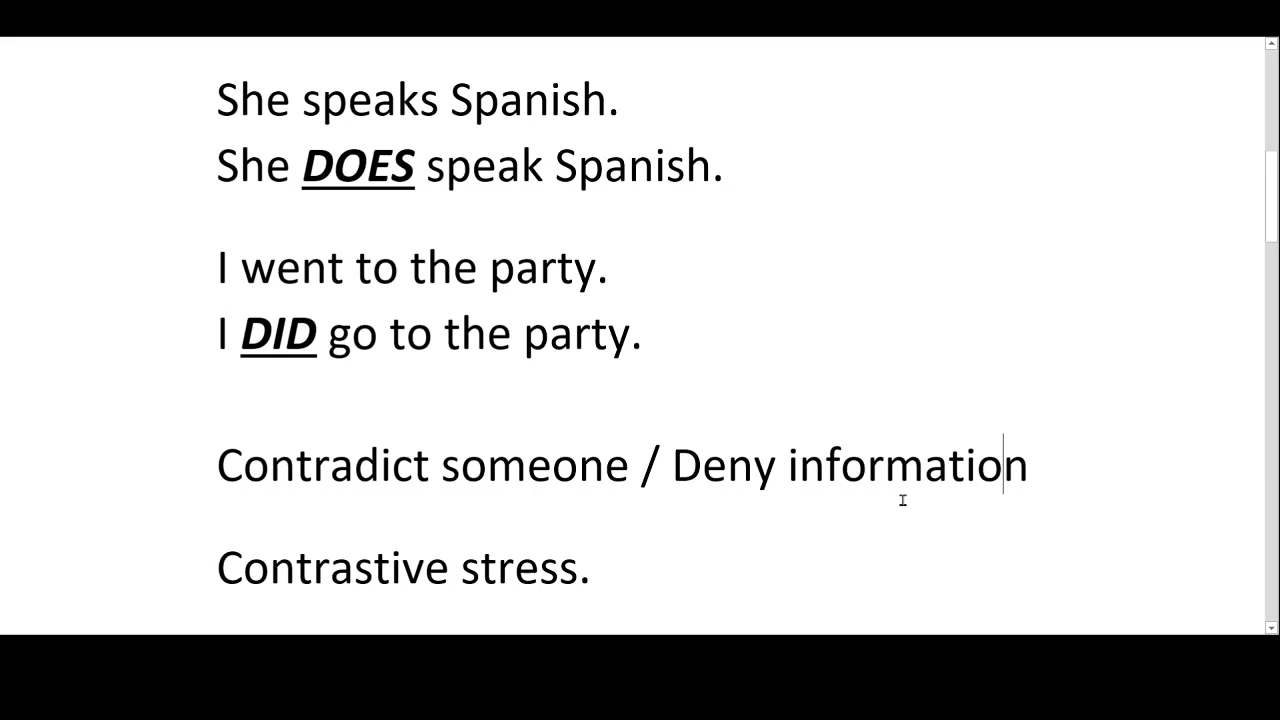 She speaks Spanish.
She DOES speak Spanish.
I went to the party.
I DID go to the party.
Contradict someone / Deny information
Contrastive stress.